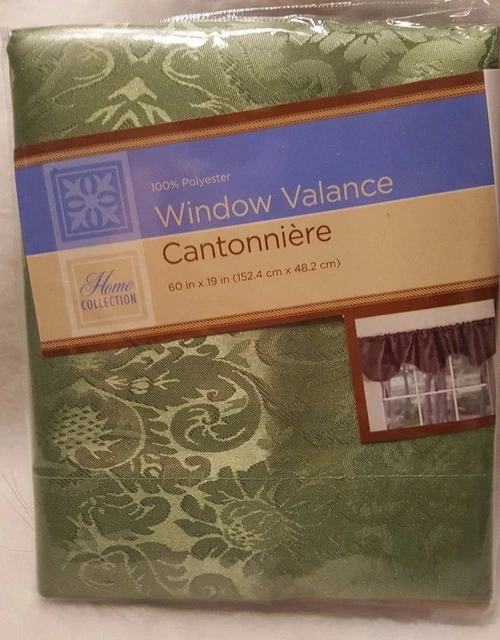 100% Polyester
Window Valance
Cantonnière
60 in x 19 in (152.4 cm x 48.2 cm)
Home
COLLECTION